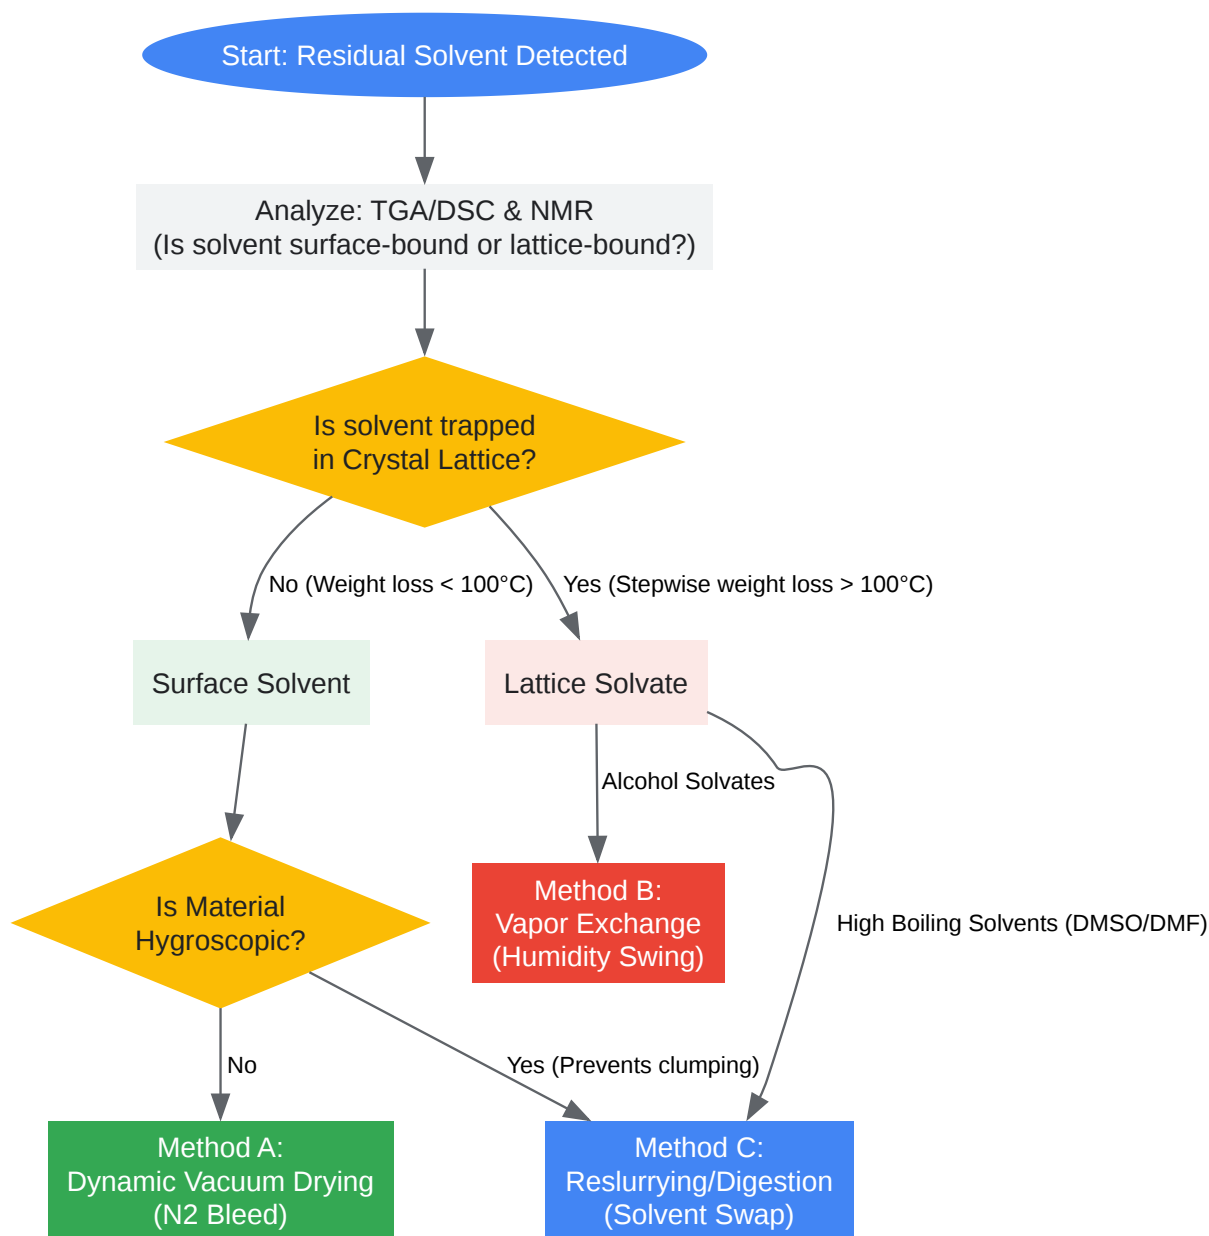 Start: Residual Solvent Detected
Analyze: TGA/DSC & NMR
(Is solvent surface-bound or lattice-bound?)
Is solvent trapped
in Crystal Lattice?
No (Weight loss < 100°C)
Yes (Stepwise weight loss > 100°C)
Surface Solvent
Lattice Solvate
Alcohol Solvates
Is Material
Hygroscopic?
Method B:
Vapor Exchange
(Humidity Swing)
High Boiling Solvents (DMSO/DMF)
No
Yes (Prevents clumping)
Method A:
Dynamic Vacuum Drying
(N2 Bleed)
Method C:
Reslurrying/Digestion
(Solvent Swap)